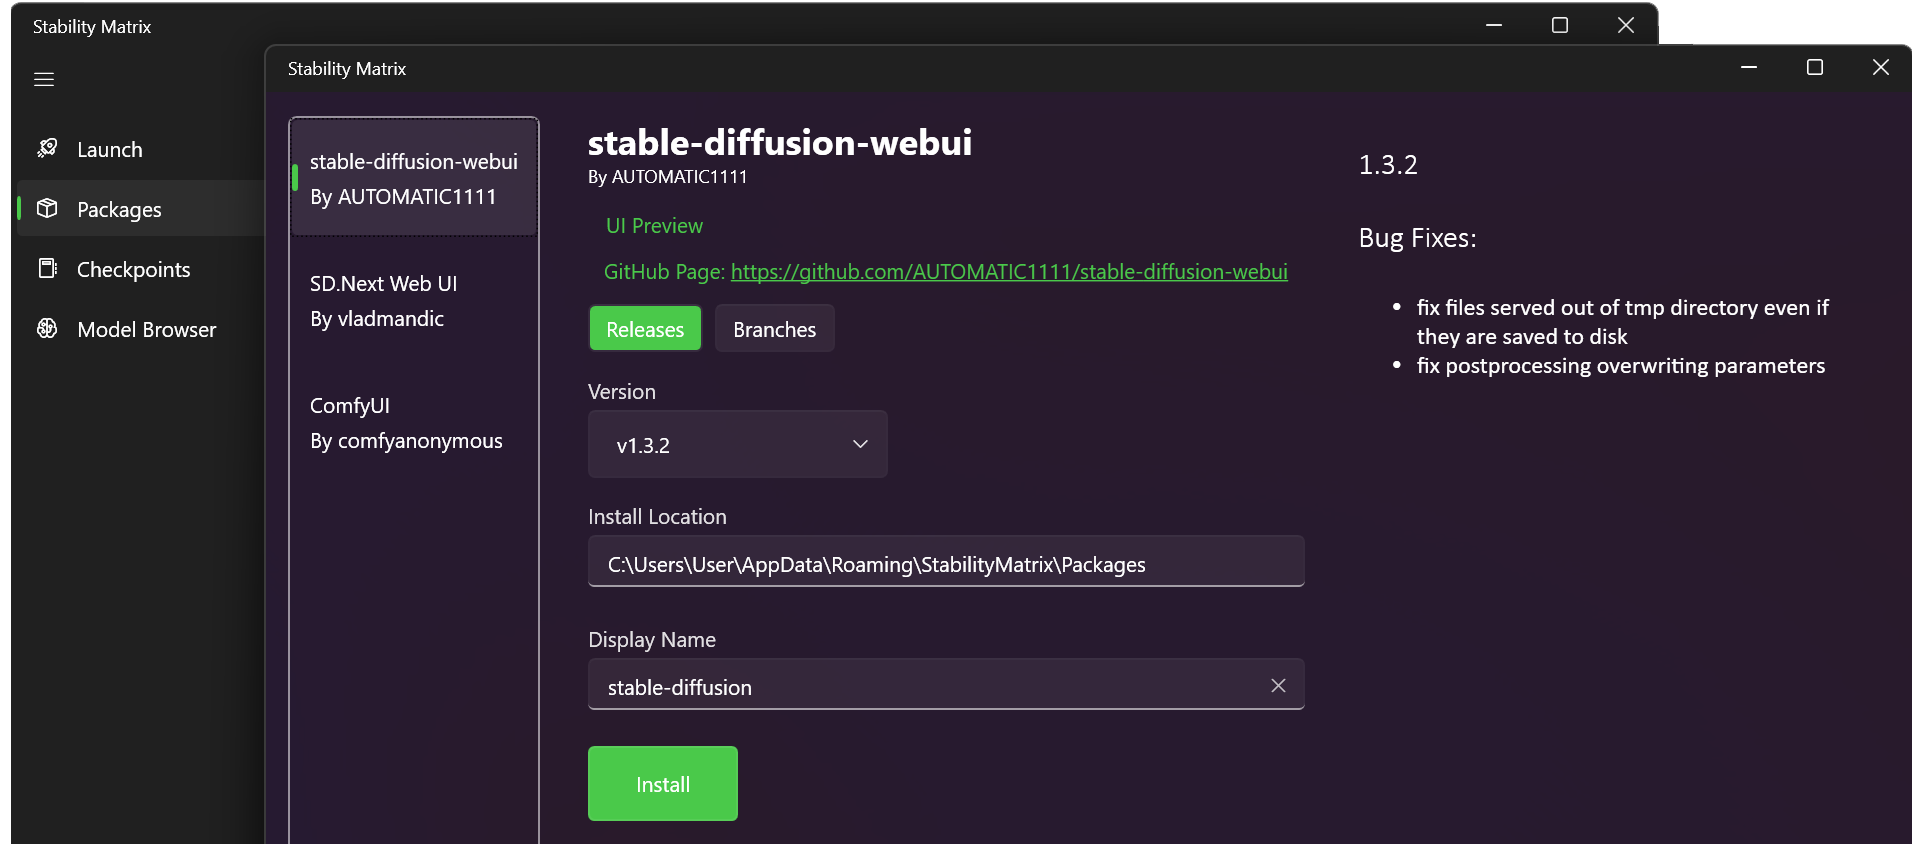 Stability Matrix
Launch
Packages
Checkpoints
Model Browser
Stability Matrix
stable-diffusion-webui
By AUTOMATIC1111
SD.Next Web UI
By vladmandic
ComfyUI
By comfyanonymous
stable-diffusion-webui
By AUTOMATIC1111
UI Preview
GitHub Page: https://github.com/AUTOMATIC1111/stable-diffusion-webui
Releases Branches
Version
v1.3.2
Install Location
C:\Users\User\AppData\Roaming\StabilityMatrix\Packages
Display Name
stable-diffusion
Install
1.3.2
Bug Fixes:
• fix files served out of tmp directory even if
they are saved to disk
• fix postprocessing overwriting parameters